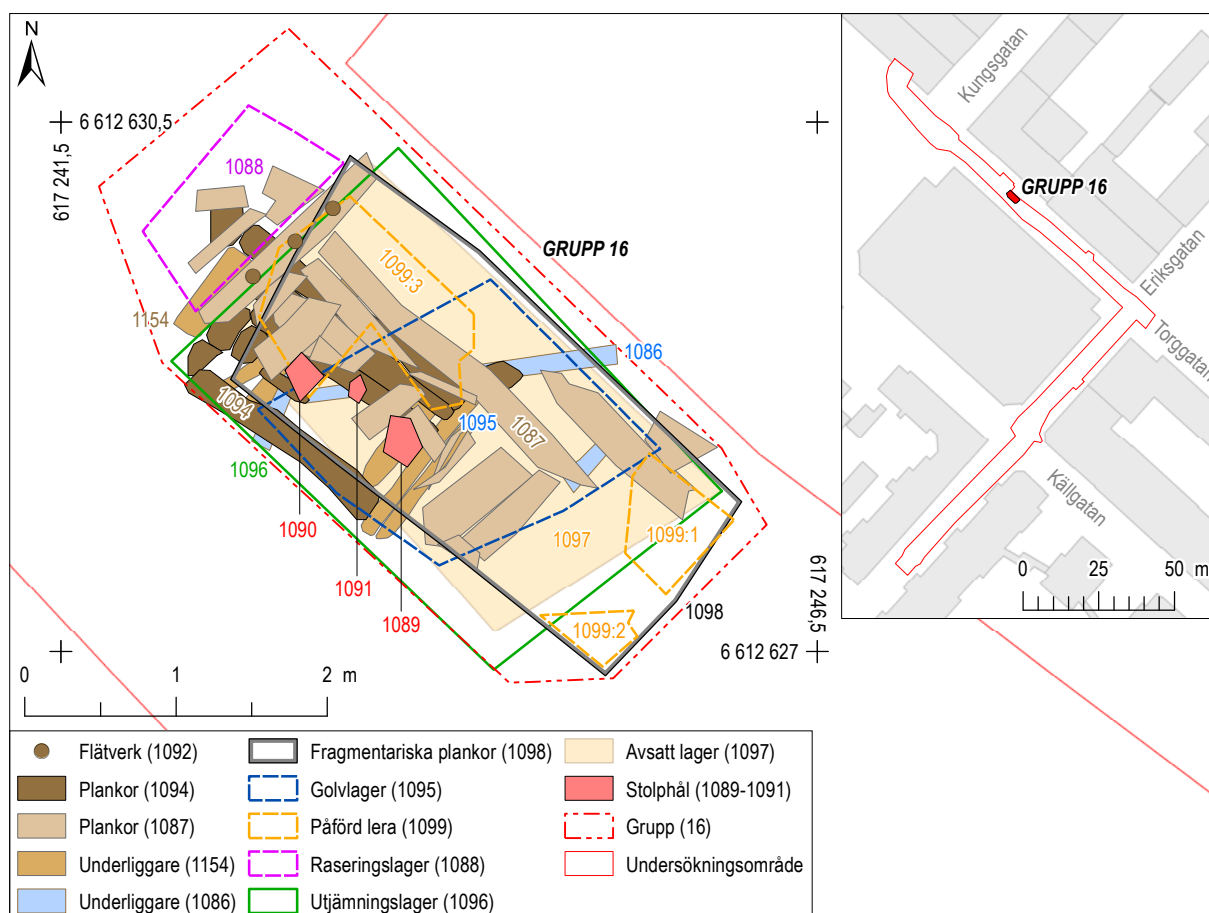 N
6 612 630,5
617 241,5
1088
GRUPP 16
1099:3
1154
1086
1094
1095
1087
1096
1097
1099:1
1090
1091
1089
1098
1099:2
617 246,5
6 612 627
0 1 2 m
Kungsgatan
GRUPP 16
Eriksgatan
Torggatan
Källgatan
0 25 50 m
Flätverk (1092)
Plankor (1094)
Plankor (1087)
Underliggare (1154)
Underliggare (1086)
Fragmentariska plankor (1098)
Golvlager (1095)
Påförd lera (1099)
Raseringslager (1088)
Utjämningslager (1096)
Avsatt lager (1097)
Stolphål (1089-1091)
Grupp (16)
Undersökningsområde